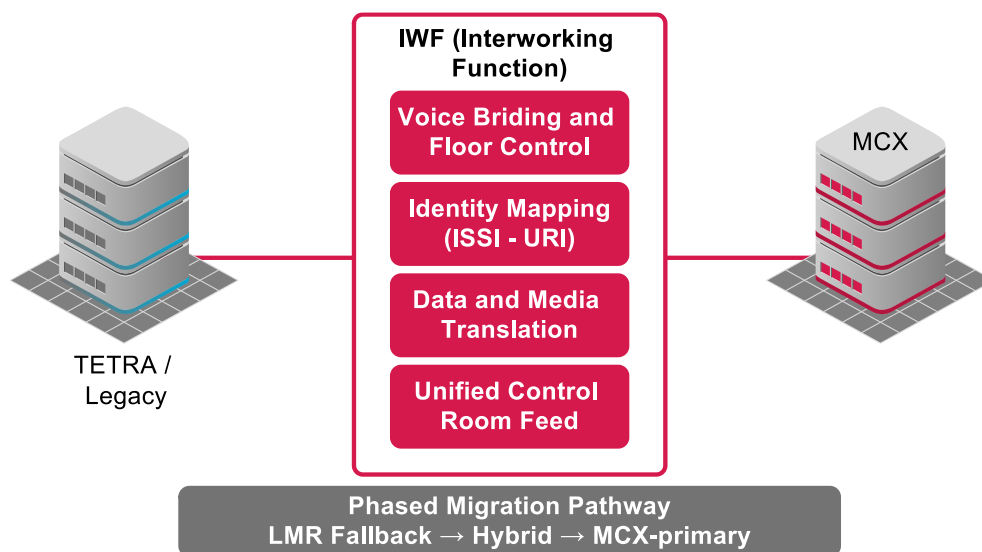 IWF (Interworking
Function)
Voice Briding and
Floor Control
Identity Mapping
(ISSI - URI)
Data and Media
Translation
Unified Control
Room Feed
TETRA /
Legacy
MCX
Phased Migration Pathway
LMR Fallback → Hybrid → MCX-primary